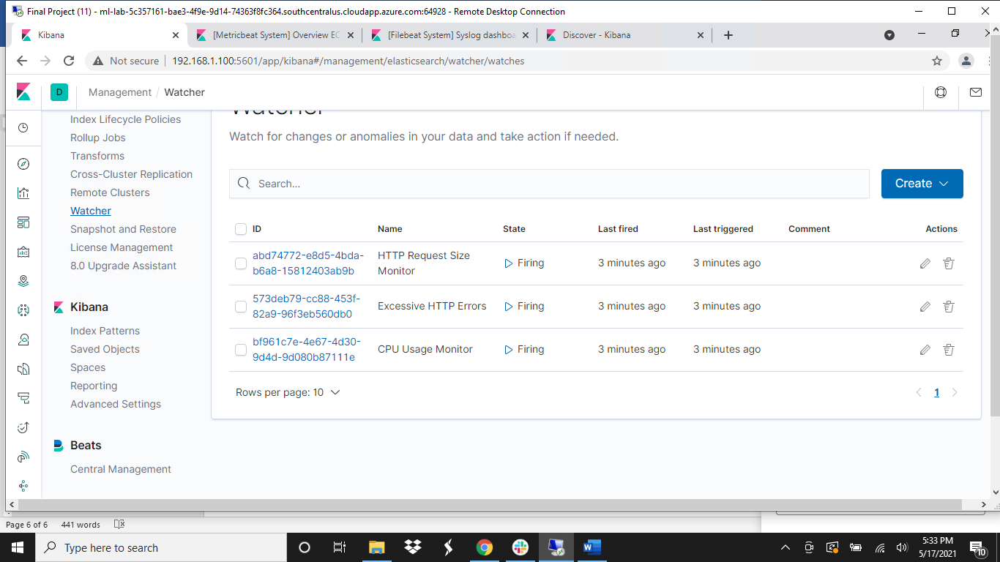 Final Project (11) - ml-lab-5c357161-bae3-4f9e-9d14-74363f8fc364.southcentralus.cloudapp.azure.com:64928 - Remote Desktop Connection
Kibana
[Metricbeat System] Overview EC
[Filebeat System] Syslog dashboa
Discover - Kibana
Not secure
192.168.1.100:5601/app/kibana#/management/elasticsearch/watcher/watches
D
Management / Watcher
Index Lifecycle Policies
Rollup Jobs
Transforms
Cross-Cluster Replication
Remote Clusters
Watcher
Snapshot and Restore
License Management
8.0 Upgrade Assistant
Kibana
Index Patterns
Saved Objects
Spaces
Reporting
Advanced Settings
Beats
Central Management
Watcher
Watch for changes or anomalies in your data and take action if needed.
Search...
Create
ID Name State Last fired Last triggered Comment Actions
abd74772-e8d5-4bda-
b6a8-15812403ab9b
HTTP Request Size
Monitor
Firing 3 minutes ago 3 minutes ago
573deb79-cc88-453f-
82a9-96f3eb560db0
Excessive HTTP Errors Firing 3 minutes ago 3 minutes ago
bf961c7e-4e67-4d30-
9d4d-9d080b87111e
CPU Usage Monitor Firing 3 minutes ago 3 minutes ago
Rows per page: 10
1
Page 6 of 6 441 words
Type here to search
5:33 PM
5/17/2021
10